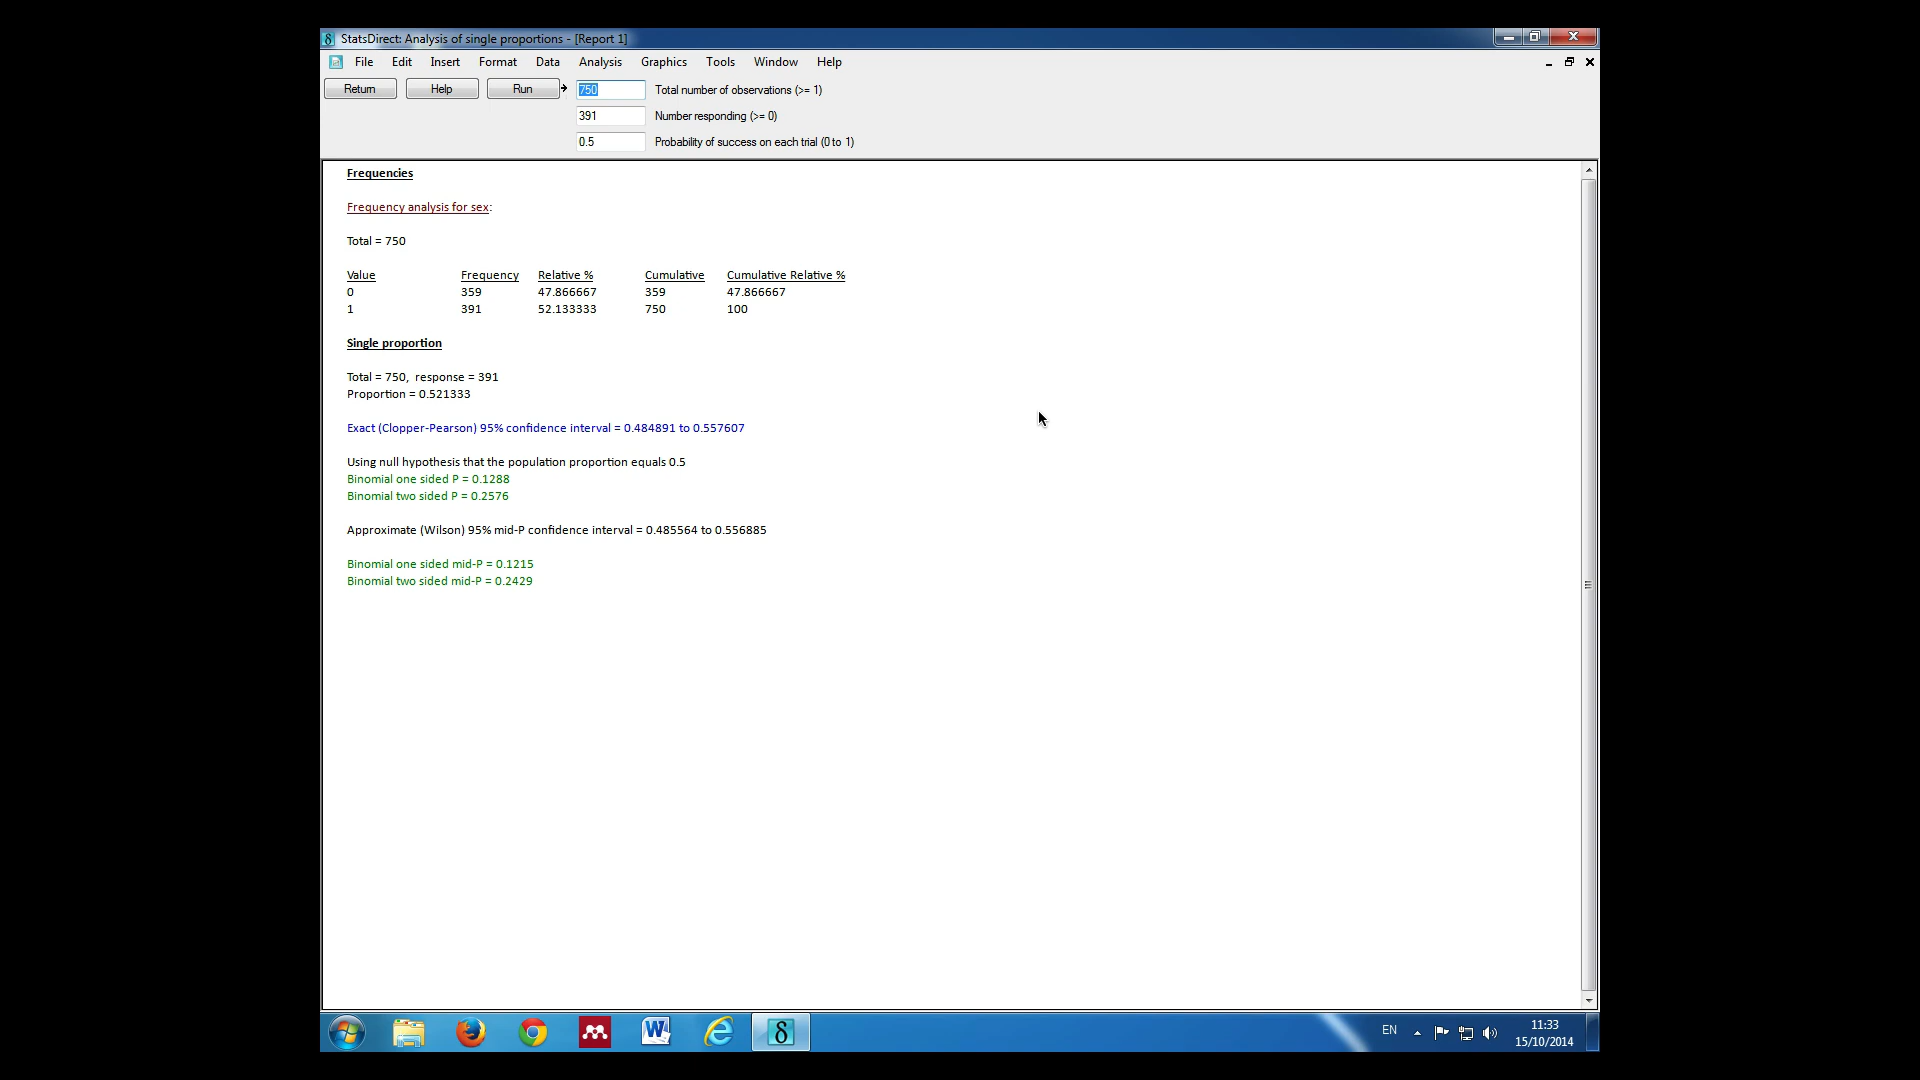 StatsDirect: Analysis of single proportions - [Report 1]
File Edit Insert Format Data Analysis Graphics Tools Window Help
Return Help Run 750 Total number of observations (>= 1)
391 Number responding (>= 0)
0.5 Probability of success on each trial (0 to 1)
Frequencies
Frequency analysis for sex:
Total = 750
Value Frequency Relative % Cumulative Cumulative Relative %
0 359 47.866667 359 47.866667
1 391 52.133333 750 100
Single proportion
Total = 750, response = 391
Proportion = 0.521333
Exact (Clopper-Pearson) 95% confidence interval = 0.484891 to 0.557607
Using null hypothesis that the population proportion equals 0.5
Binomial one sided P = 0.1288
Binomial two sided P = 0.2576
Approximate (Wilson) 95% mid-P confidence interval = 0.485564 to 0.556885
Binomial one sided mid-P = 0.1215
Binomial two sided mid-P = 0.2429
EN 11:33
15/10/2014